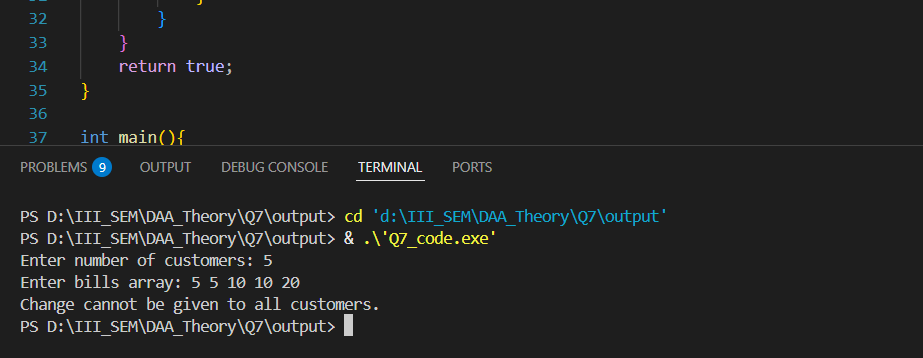 32 }
33 }
34 return true;
35 }
36
37 int main(){
PROBLEMS 9 OUTPUT DEBUG CONSOLE TERMINAL PORTS
PS D:\III_SEM\DAA_Theory\Q7\output> cd 'd:\III_SEM\DAA_Theory\Q7\output'
PS D:\III_SEM\DAA_Theory\Q7\output> & .\'Q7_code.exe'
Enter number of customers: 5
Enter bills array: 5 5 10 10 20
Change cannot be given to all customers.
PS D:\III_SEM\DAA_Theory\Q7\output>